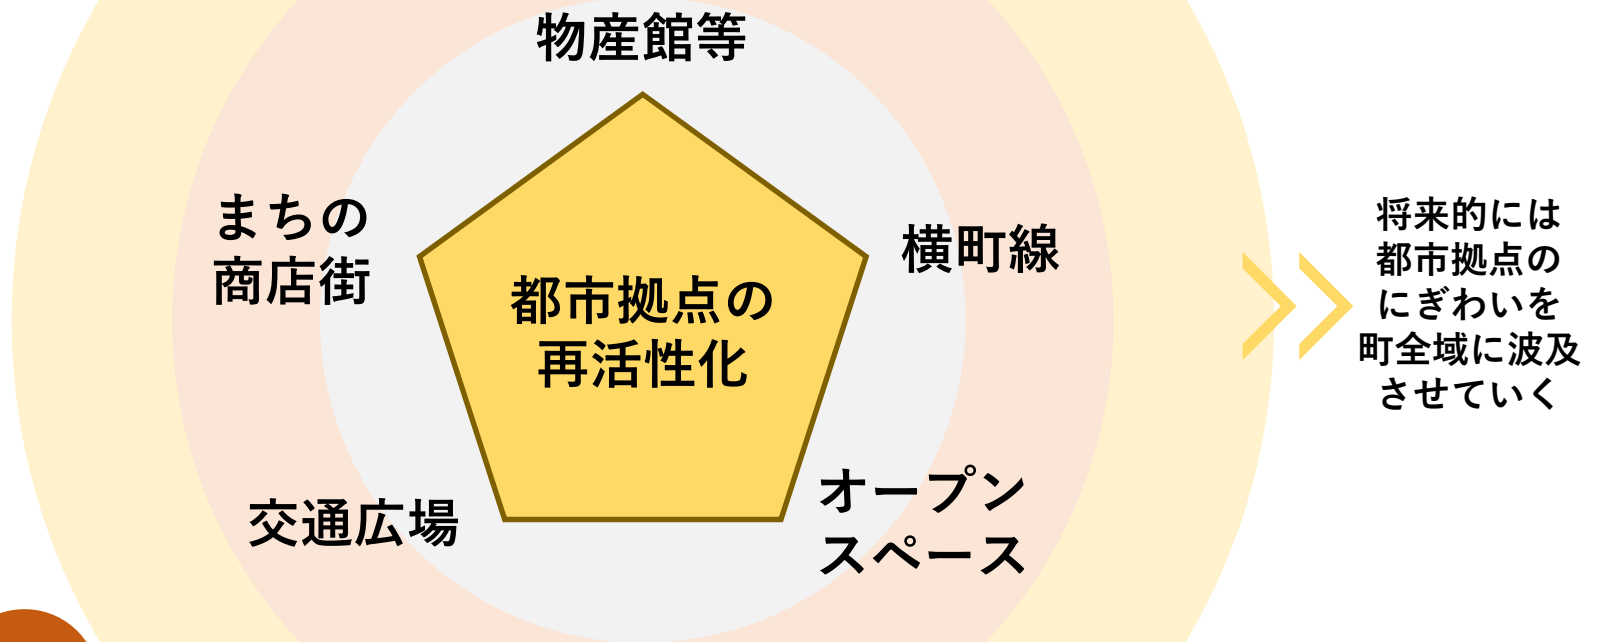 物産館等
まちの
商店街
横町線
都市拠点の
再活性化
交通広場
オープン
スペース
将来的には
都市拠点の
にぎわいを
町全域に波及
させていく